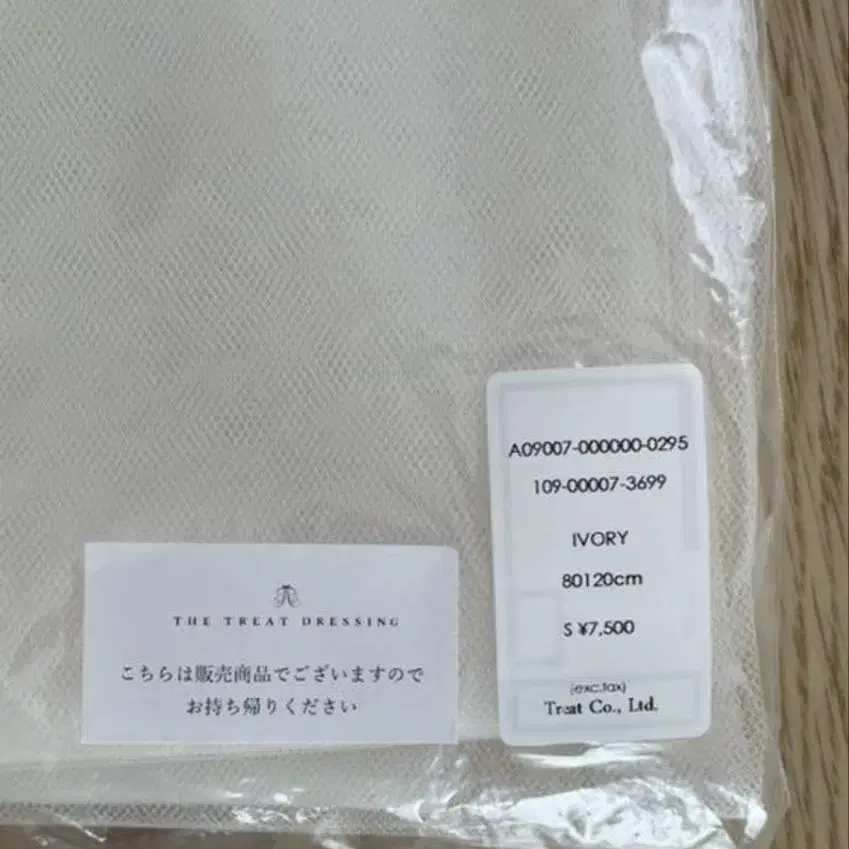 THE TREAT DRESSING
こちらは販売商品でございますので
お持ち帰りください
A09007-000000-0295
109-00007-3699
IVORY
80120cm
S ¥7,500
(exc.tax)
Treat Co., Ltd.